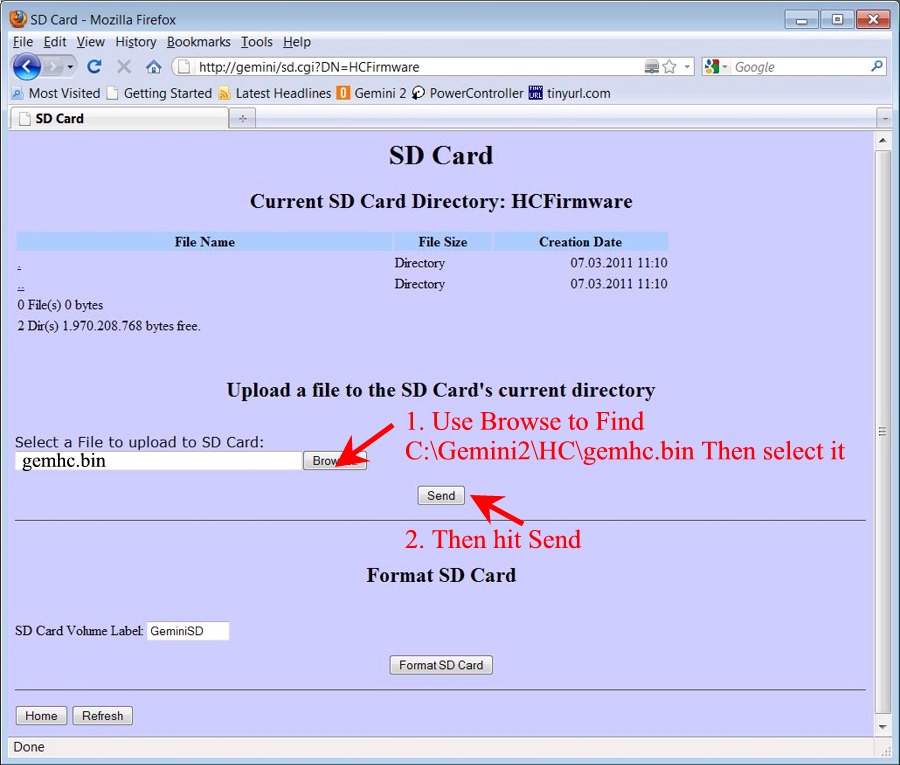 SD Card - Mozilla Firefox
File Edit View History Bookmarks Tools Help
http://gemini/sd.cgi?DN=HCFirmware Google
Most Visited Getting Started Latest Headlines Gemini 2 PowerController TINY URL tinyurl.com
SD Card
SD Card
Current SD Card Directory: HCFirmware
File Name File Size Creation Date
. Directory 07.03.2011 11:10
.. Directory 07.03.2011 11:10
0 File(s) 0 bytes
2 Dir(s) 1.970.208.768 bytes free.
Upload a file to the SD Card's current directory
1. Use Browse to Find
C:\Gemini2\HC\gemhc.bin Then select it
Select a File to upload to SD Card:
gemhc.bin
Send
2. Then hit Send
Format SD Card
SD Card Volume Label: GeminiSD
Format SD Card
Home Refresh
Done